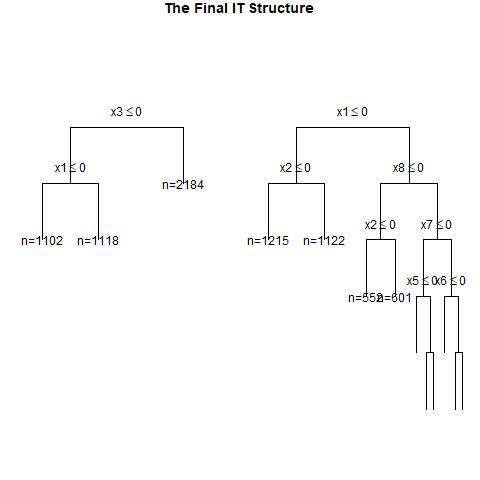 The Final IT Structure
x3 ≤ 0
x1 ≤ 0
x1 ≤ 0
n=2184
x2 ≤ 0
x8 ≤ 0
n=1102
n=1118
n=1215
n=1122
x2 ≤ 0
x7 ≤ 0
n=552
n=601
x5 ≤ 0
x6 ≤ 0